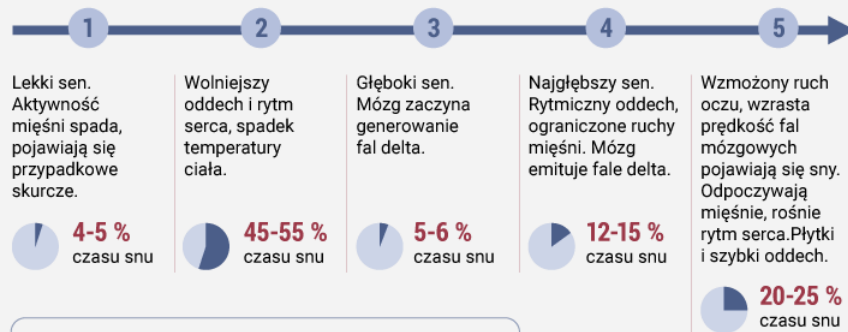 1
2
3
4
5
Lekki sen.
Aktywność
mięśni spada,
pojawiają się
przypadkowe
skurcze.
4-5 %
czasu snu
Wolniejszy
oddech i rytm
serca, spadek
temperatury
ciała.
45-55 %
czasu snu
Głęboki sen.
Mózg zaczyna
generowanie
fal delta.
5-6 %
czasu snu
Najgłębszy sen.
Rytmiczny oddech,
ograniczone ruchy
mięśni. Mózg
emituje fale delta.
12-15 %
czasu snu
Wzmożony ruch
oczu, wzrasta
prędkość fal
mózgowych
pojawiają się sny.
Odpoczywają
mięśnie, rośnie
rytm serca.Płytki
i szybki oddech.
20-25 %
czasu snu